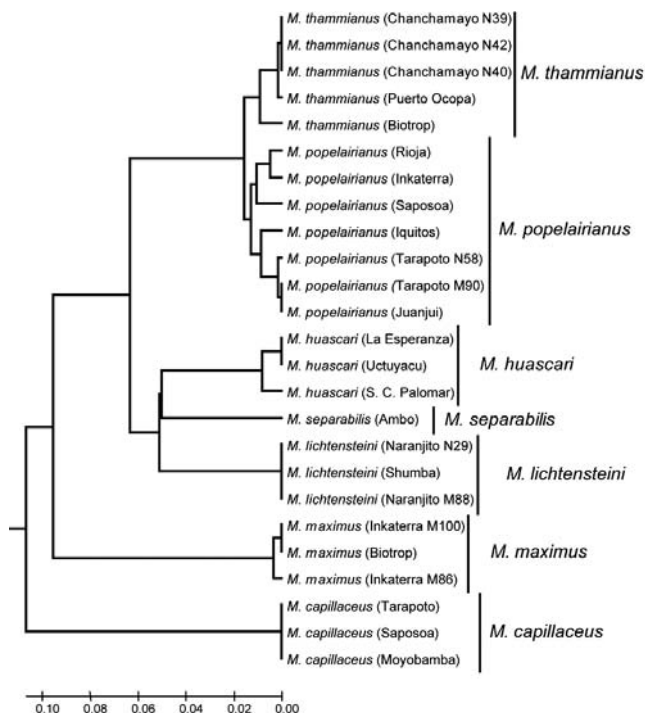 M. thammianus (Chanchamayo N39)
M. thammianus (Chanchamayo N42)
M. thammianus (Chanchamayo N40)
M. thammianus (Puerto Ocopa)
M. thammianus (Biotrop)
M. thammianus
M. popelairianus (Rioja)
M. popelairianus (Inkaterra)
M. popelairianus (Saposoa)
M. popelairianus (Iquitos)
M. popelairianus (Tarapoto N58)
M. popelairianus (Tarapoto M90)
M. popelairianus (Juanjui)
M. popelairianus
M. huascari (La Esperanza)
M. huascari (Uctuyacu)
M. huascari (S. C. Palomar)
M. huascari
M. separabilis (Ambo)
M. separabilis
M. lichtensteini (Naranjito N29)
M. lichtensteini (Shumba)
M. lichtensteini (Naranjito M88)
M. lichtensteini
M. maximus (Inkaterra M100)
M. maximus (Biotrop)
M. maximus (Inkaterra M86)
M. maximus
M. capillaceus (Tarapoto)
M. capillaceus (Saposoa)
M. capillaceus (Moyobamba)
M. capillaceus
0.10 0.08 0.06 0.04 0.02 0.00